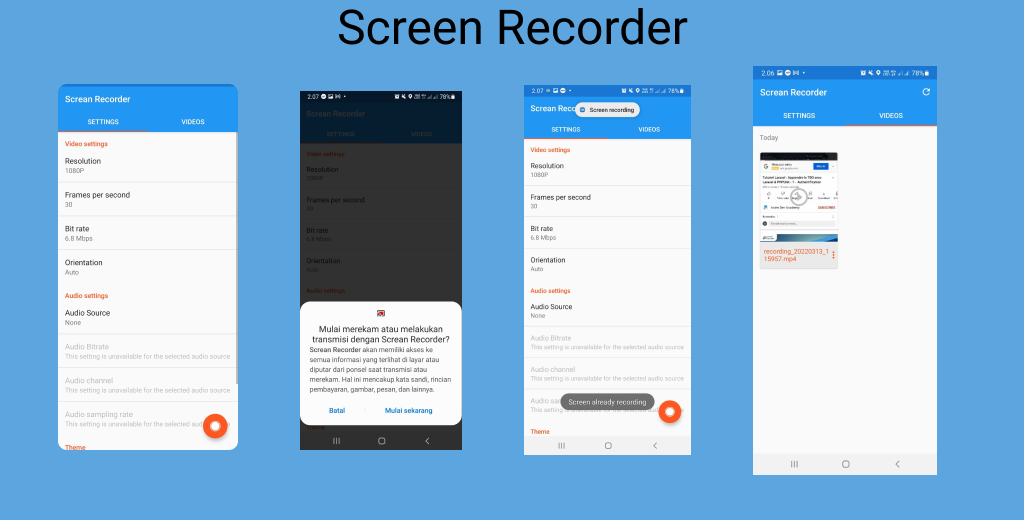 Screen Recorder
Screan Recorder
SETTINGS
VIDEOS
Video settings
Resolution
1080P
Frames per second
30
Bit rate
6.8 Mbps
Orientation
Auto
Audio settings
Audio Source
None
Audio Bitrate
This setting is unavailable for the selected audio source
Audio channel
This setting is unavailable for the selected audio source
Audio sampling rate
This setting is unavailable for the selected aud
Theme
2.07
78%
Screan Recorder
SETTINGS
VIDEOS
Video settings
Resolution
1080P
Frames per second
30
Bit rate
6.8 Mbps
Orientation
Auto
Audio settings
Mulai merekam atau melakukan
transmisi dengan Screan Recorder?
Screan Recorder akan memiliki akses ke
semua informasi yang terlihat di layar atau
diputar dari ponsel saat transmisi atau
merekam. Hal ini mencakup kata sandi, rincian
pembayaran, gambar, pesan, dan lainnya.
Batal
Mulai sekarang
2.07
78%
Screan Reco
Screen recording
SETTINGS
VIDEOS
Video settings
Resolution
1080P
Frames per second
30
Bit rate
6.8 Mbps
Orientation
Auto
Audio settings
Audio Source
None
Audio Bitrate
This setting is unavailable for the selected audio source
Audio channel
This setting is unavailable for the selected audio source
Audio sam
Screen already recording
Theme
2.06
78%
Screan Recorder
SETTINGS
VIDEOS
Today
SUBSCRIBE
recording_20220313_1
15957.mp4